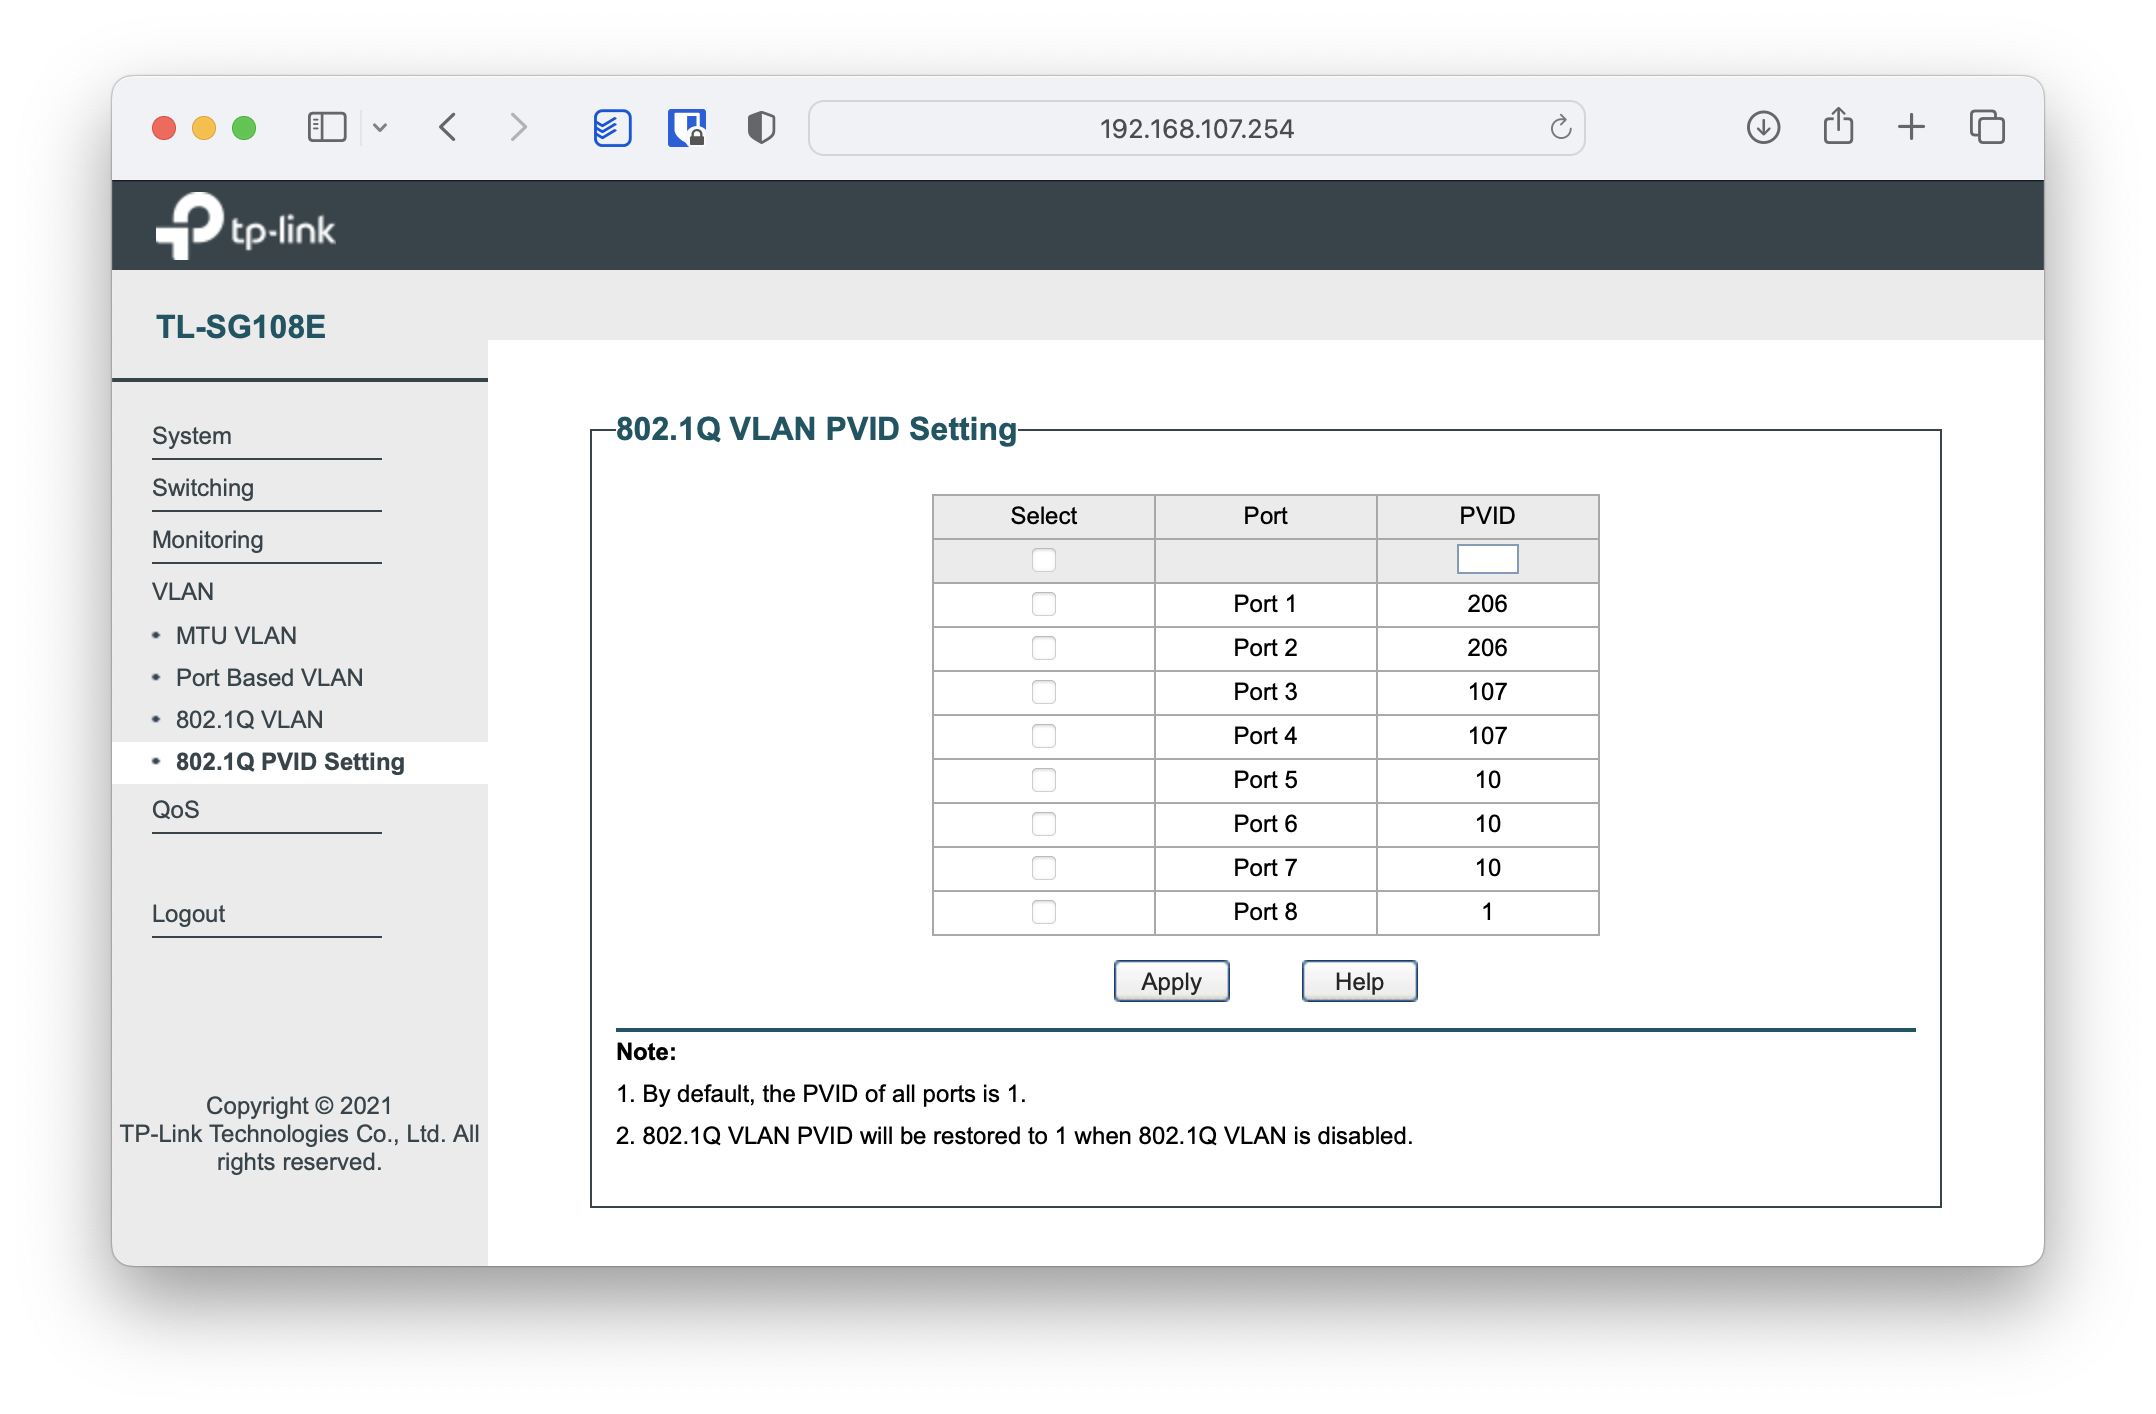 192.168.107.254
tp-link
TL-SG108E
System
Switching
Monitoring
VLAN
• MTU VLAN
• Port Based VLAN
• 802.1Q VLAN
• 802.1Q PVID Setting
QoS
Logout
Copyright © 2021
TP-Link Technologies Co., Ltd. All
rights reserved.
802.1Q VLAN PVID Setting
Select Port PVID
Port 1 206
Port 2 206
Port 3 107
Port 4 107
Port 5 10
Port 6 10
Port 7 10
Port 8 1
Apply Help
Note:
1. By default, the PVID of all ports is 1.
2. 802.1Q VLAN PVID will be restored to 1 when 802.1Q VLAN is disabled.